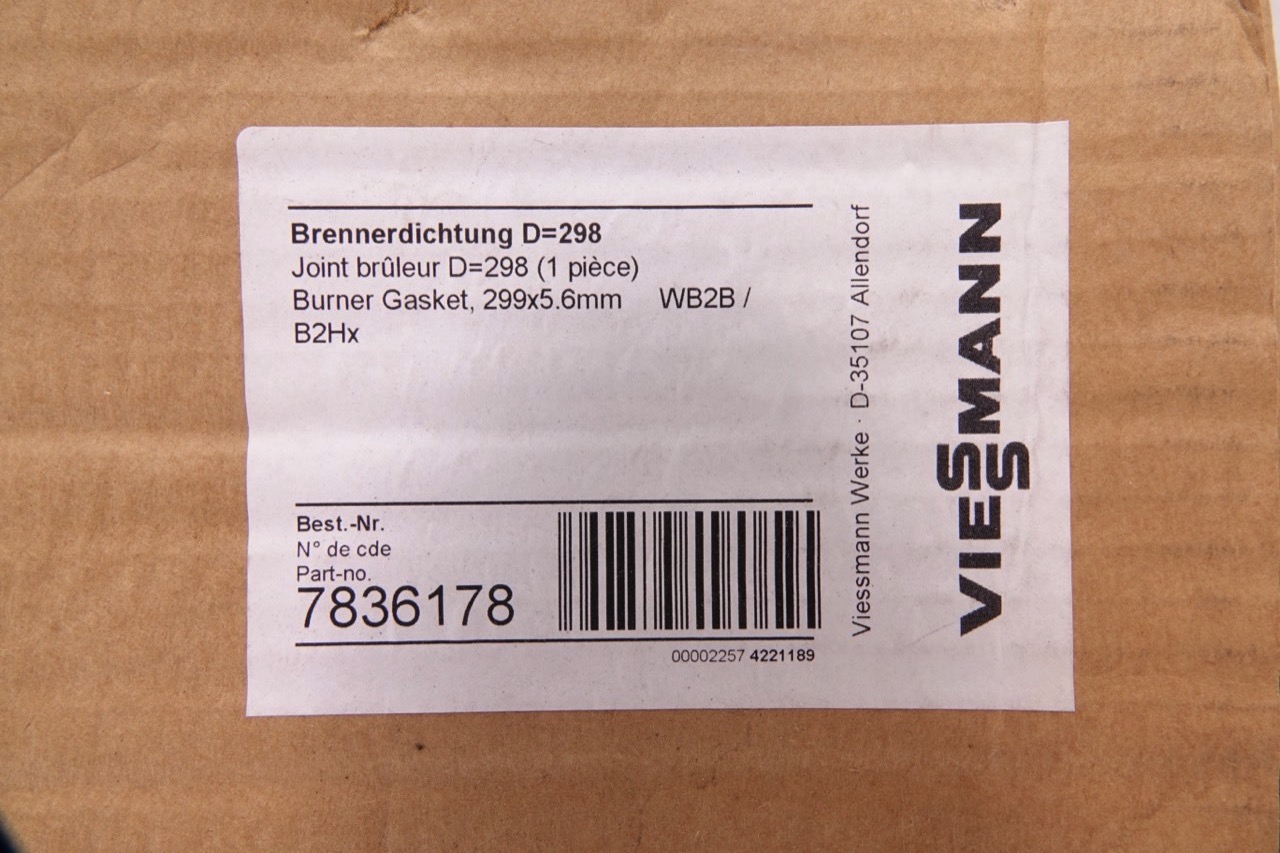 Brennerdichtung D=298
Joint brûleur D=298 (1 pièce)
Burner Gasket, 299x5.6mm WB2B /
B2Hx
Best.-Nr.
N° de cde
Part-no.
7836178
00002257 4221189
Viessmann Werke · D-35107 Allendorf
VIESSMANN